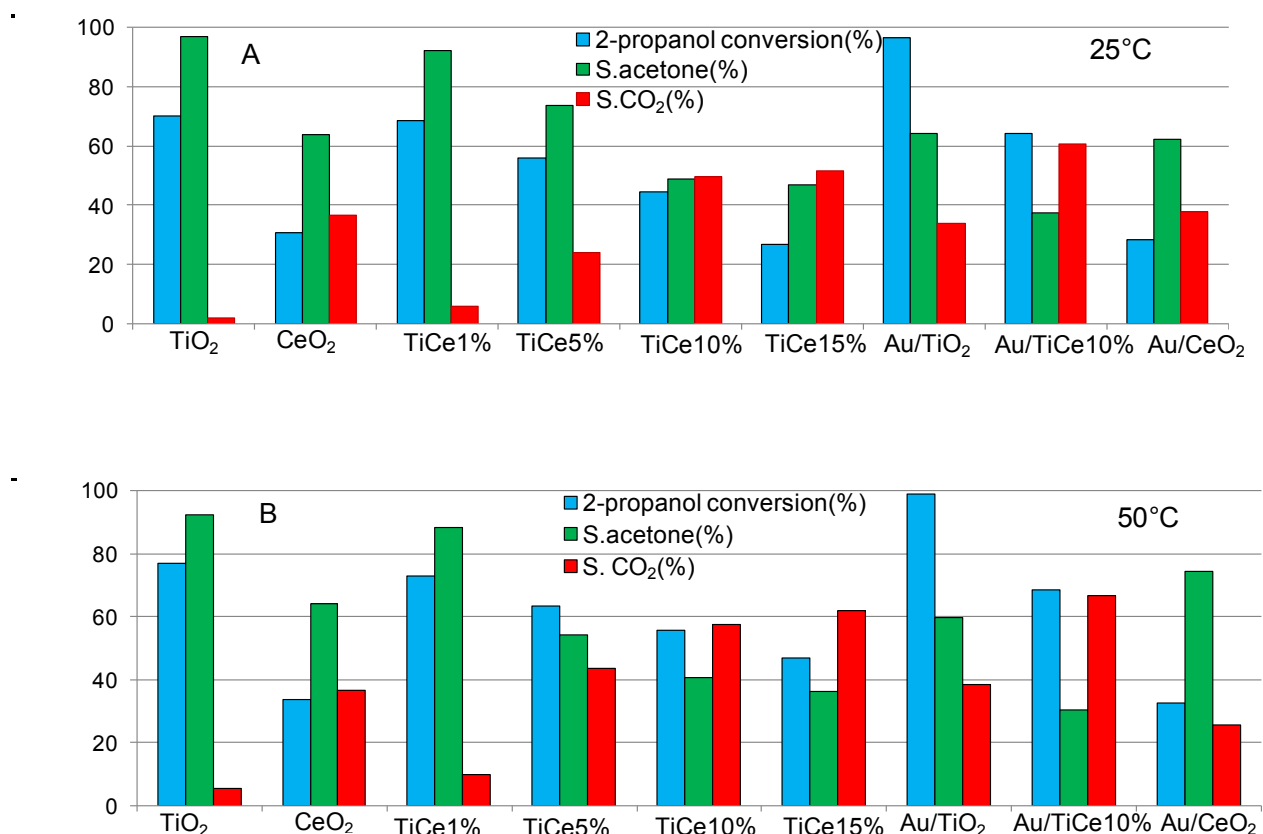 100
80
60
40
20
0
A
2-propanol conversion(%)
S.acetone(%)
S.CO₂(%)
25°C
TiO₂
CeO₂
TiCe1%
TiCe5%
TiCe10%
TiCe15%
Au/TiO₂
Au/TiCe10%
Au/CeO₂
100
80
60
40
20
0
B
2-propanol conversion(%)
S.acetone(%)
S. CO₂(%)
50°C
TiO₂
CeO₂
TiCe1%
TiCe5%
TiCe10%
TiCe15%
Au/TiO₂
Au/TiCe10%
Au/CeO₂